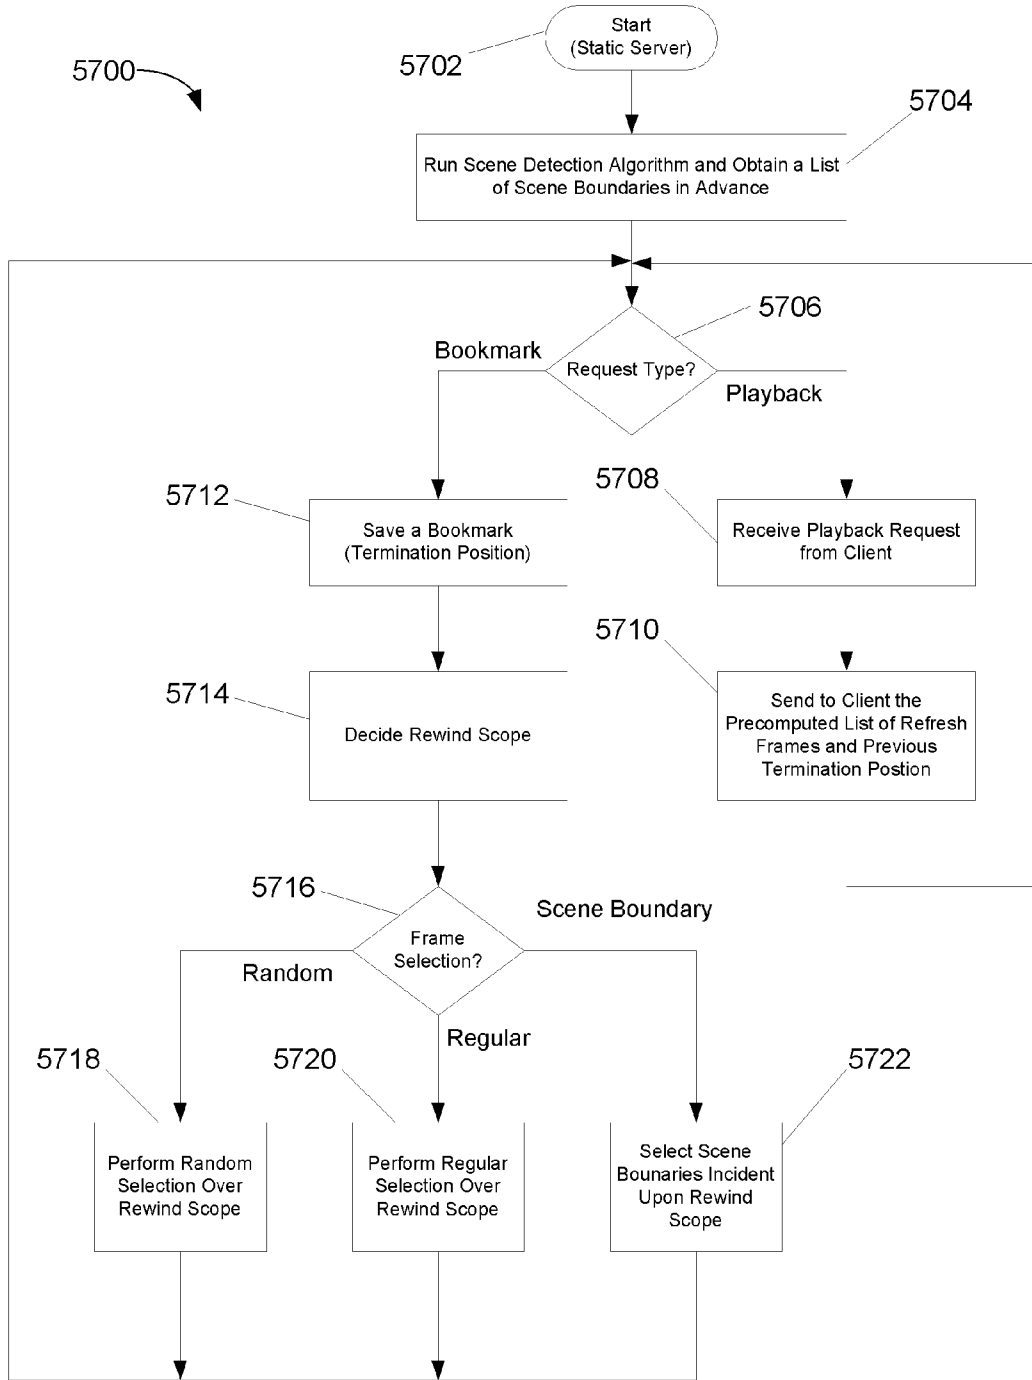 Start
(Static Server)
5702
5700
5704
Run Scene Detection Algorithm and Obtain a List
of Scene Boundaries in Advance
5706
Bookmark
Request Type?
Playback
5712
5708
Save a Bookmark
(Termination Position)
Receive Playback Request
from Client
5710
5714
Decide Rewind Scope
Send to Client the
Precomputed List of Refresh
Frames and Previous
Termination Postion
5716
Scene Boundary
Frame
Selection?
Random
Regular
5718
5720
5722
Perform Random
Selection Over
Rewind Scope
Perform Regular
Selection Over
Rewind Scope
Select Scene
Bounaries Incident
Upon Rewind
Scope